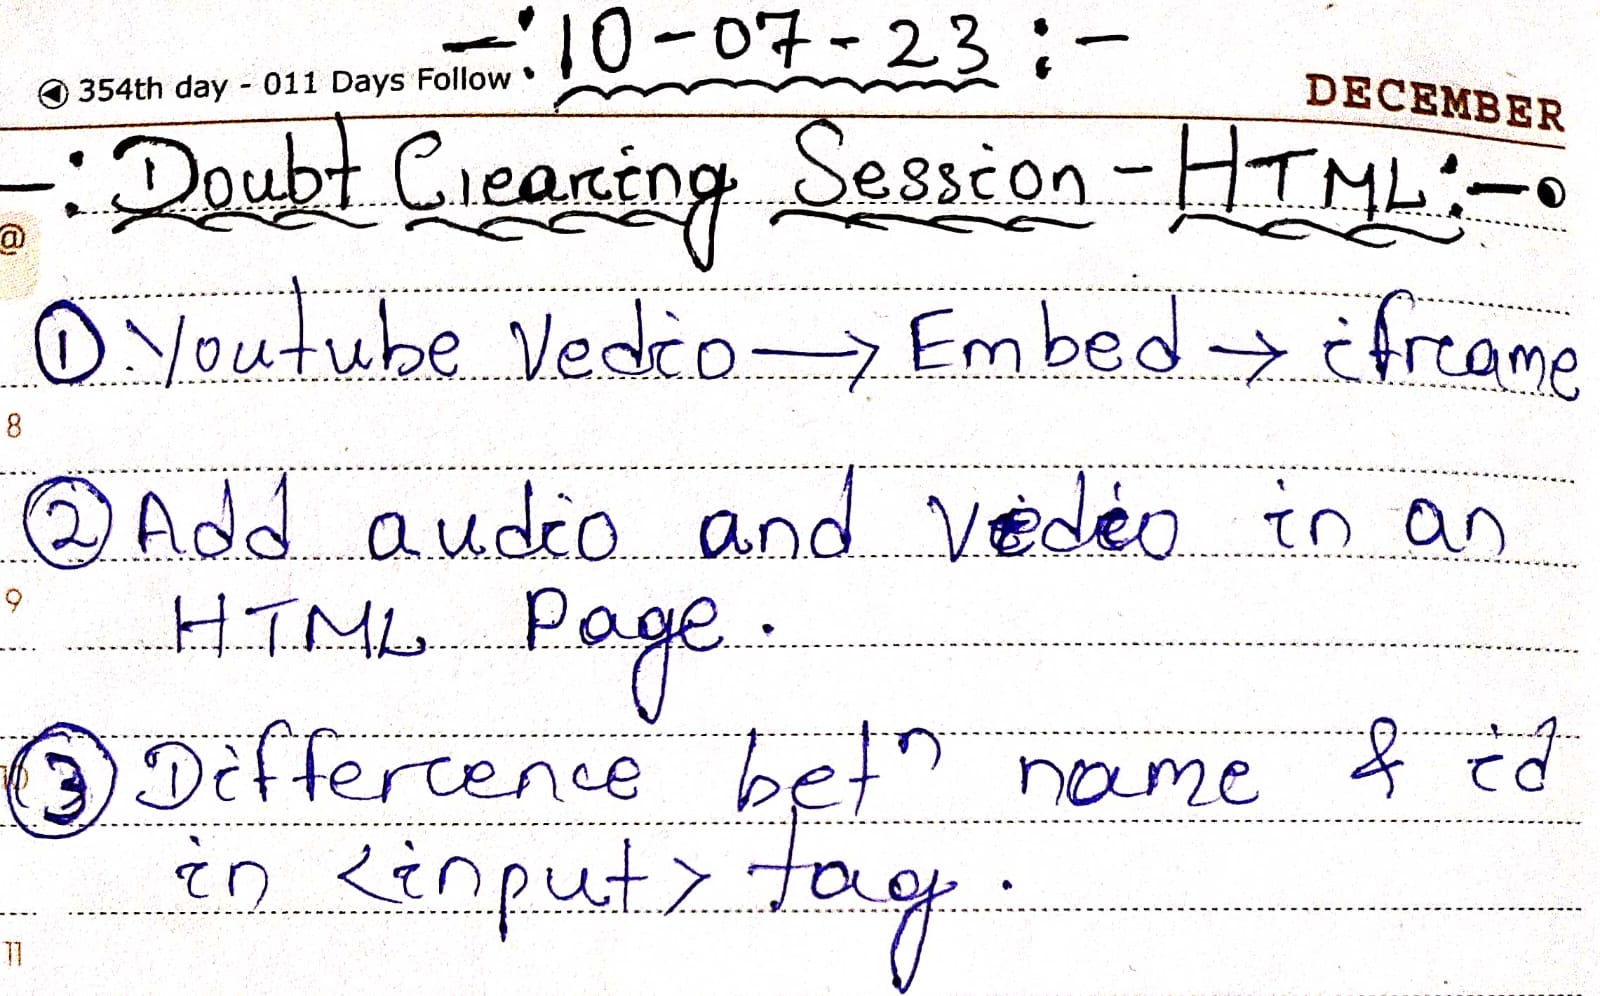 -: 10-07-23 :-
354th day - 011 Days Follow
DECEMBER
-: Doubt Clearing Session - HTML :-
@
① Youtube Vedio → Embed → iframe
8
② Add audio and Vedio in an
9
HTML Page.
10
③ Difference betⁿ name & id
in <input> tag.
11